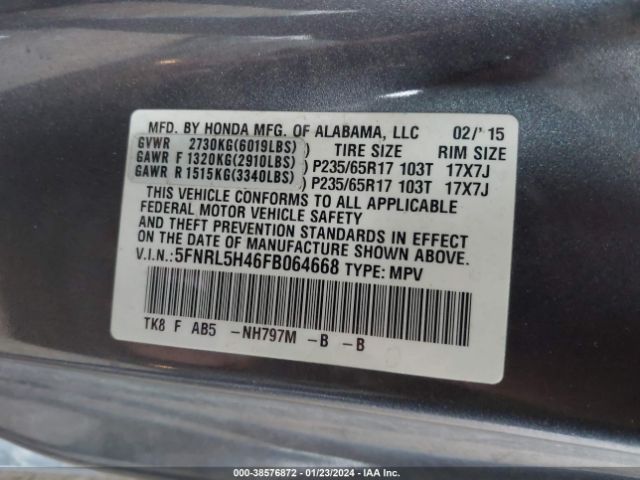 MFD. BY HONDA MFG. OF ALABAMA, LLC 02/'15
GVWR 2730KG(6019LBS) TIRE SIZE RIM SIZE
GAWR F 1320KG(2910LBS) P235/65R17 103T 17X7J
GAWR R 1515KG(3340LBS) P235/65R17 103T 17X7J
THIS VEHICLE CONFORMS TO ALL APPLICABLE
FEDERAL MOTOR VEHICLE SAFETY
AND THEFT PREVENTION STANDARDS IN EFFECT
ON THE DATE OF MANUFACTURE SHOWN ABOVE.
V.I.N.:5FNRL5H46FB064668 TYPE: MPV
TK8 F AB5 -NH797M -B -B
000-38576872 - 01/23/2024 - IAA Inc.